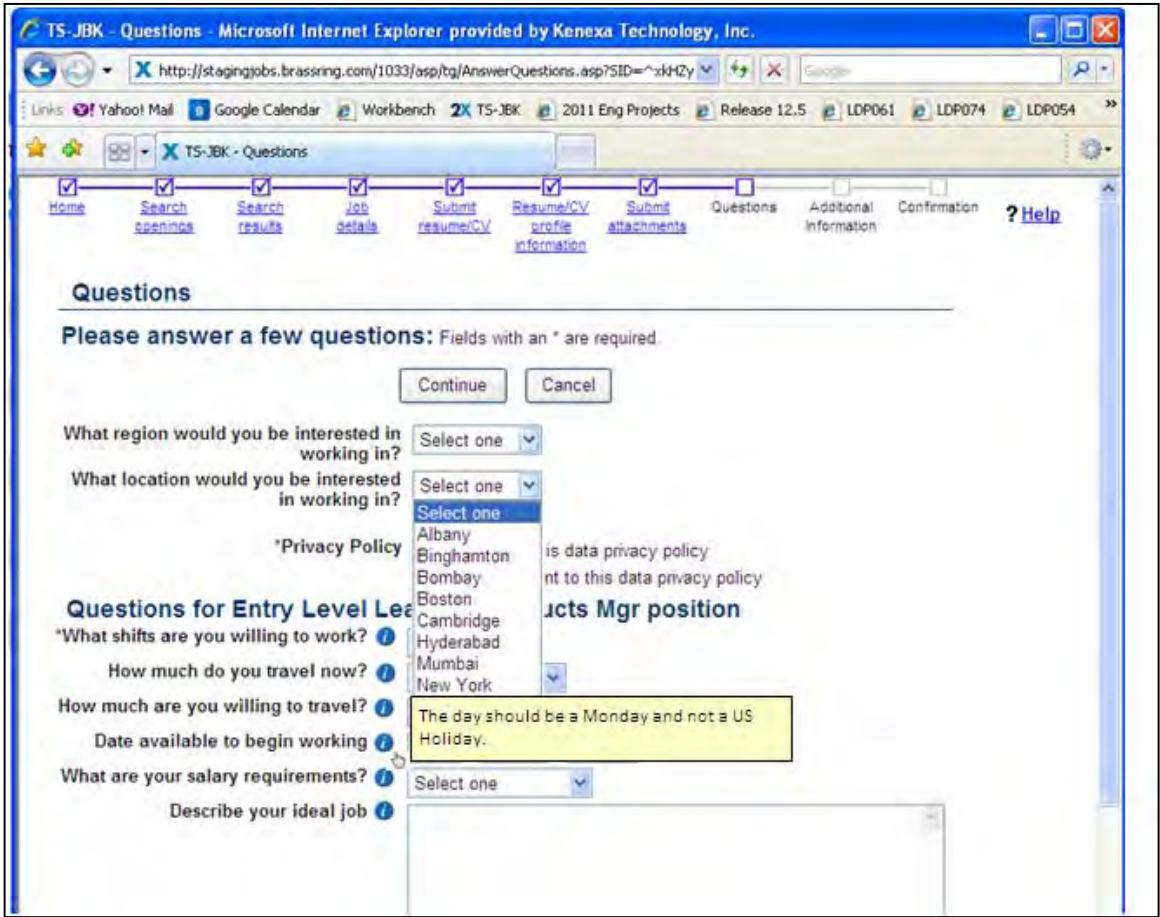 TS-JBK - Questions - Microsoft Internet Explorer provided by Kenexa Technology, Inc.
http://stagingjobs.brassring.com/1033/asp/tg/AnswerQuestions.asp?SID=^xkHZy
Google
Links Yahoo! Mail Google Calendar Workbench 2X TS-JBK 2011 Eng Projects Release 12.5 LDP061 LDP074 LDP054 »
TS-JBK - Questions
Home Search openings Search results Job details Submit resume/CV Resume/CV profile information Submit attachments Questions Additional Information Confirmation ? Help
Questions
Please answer a few questions: Fields with an * are required
Continue Cancel
What region would you be interested in working in? Select one
What location would you be interested in working in? Select one
Select one
Albany
Binghamton
Bombay
Boston
Cambridge
Hyderabad
Mumbai
New York
*Privacy Policy is data privacy policy
nt to this data privacy policy
Questions for Entry Level Lea ucts Mgr position
*What shifts are you willing to work?
How much do you travel now?
How much are you willing to travel?
The day should be a Monday and not a US
Holiday.
Date available to begin working
What are your salary requirements? Select one
Describe your ideal job